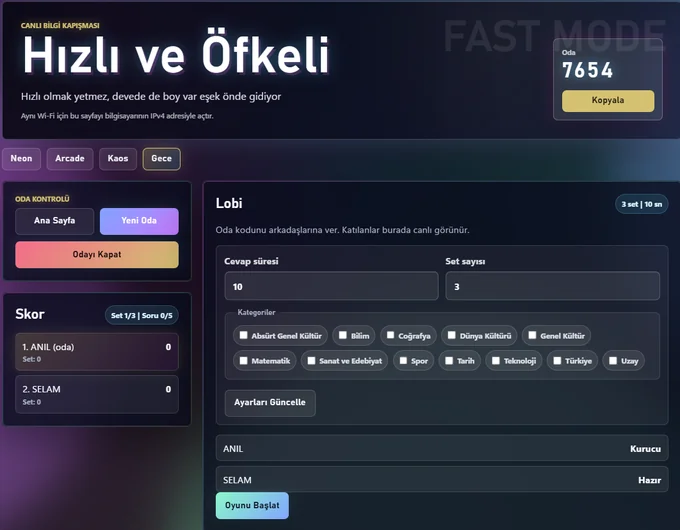 CANLI BİLGİ KAPIŞMASI
Hızlı ve Öfkeli
FAST MODE
Hızlı olmak yetmez, devede de boy var eşek önde gidiyor
Aynı Wi-Fi için bu sayfayı bilgisayarının IPv4 adresiyle açtır.
Oda
7654
Kopyala
Neon Arcade Kaos Gece
ODA KONTROLÜ
Ana Sayfa Yeni Oda
Odayı Kapat
Skor Set 1/3 | Soru 0/5
1. ANIL (oda) 0
Set: 0
2. SELAM 0
Set: 0
Lobi 3 set | 10 sn
Oda kodunu arkadaşlarına ver. Katılanlar burada canlı görünür.
Cevap süresi Set sayısı
10 3
Kategoriler
Absürt Genel Kültür Bilim Coğrafya Dünya Kültürü Genel Kültür
Matematik Sanat ve Edebiyat Spor Tarih Teknoloji Türkiye Uzay
Ayarları Güncelle
ANIL Kurucu
SELAM Hazır
Oyunu Başlat